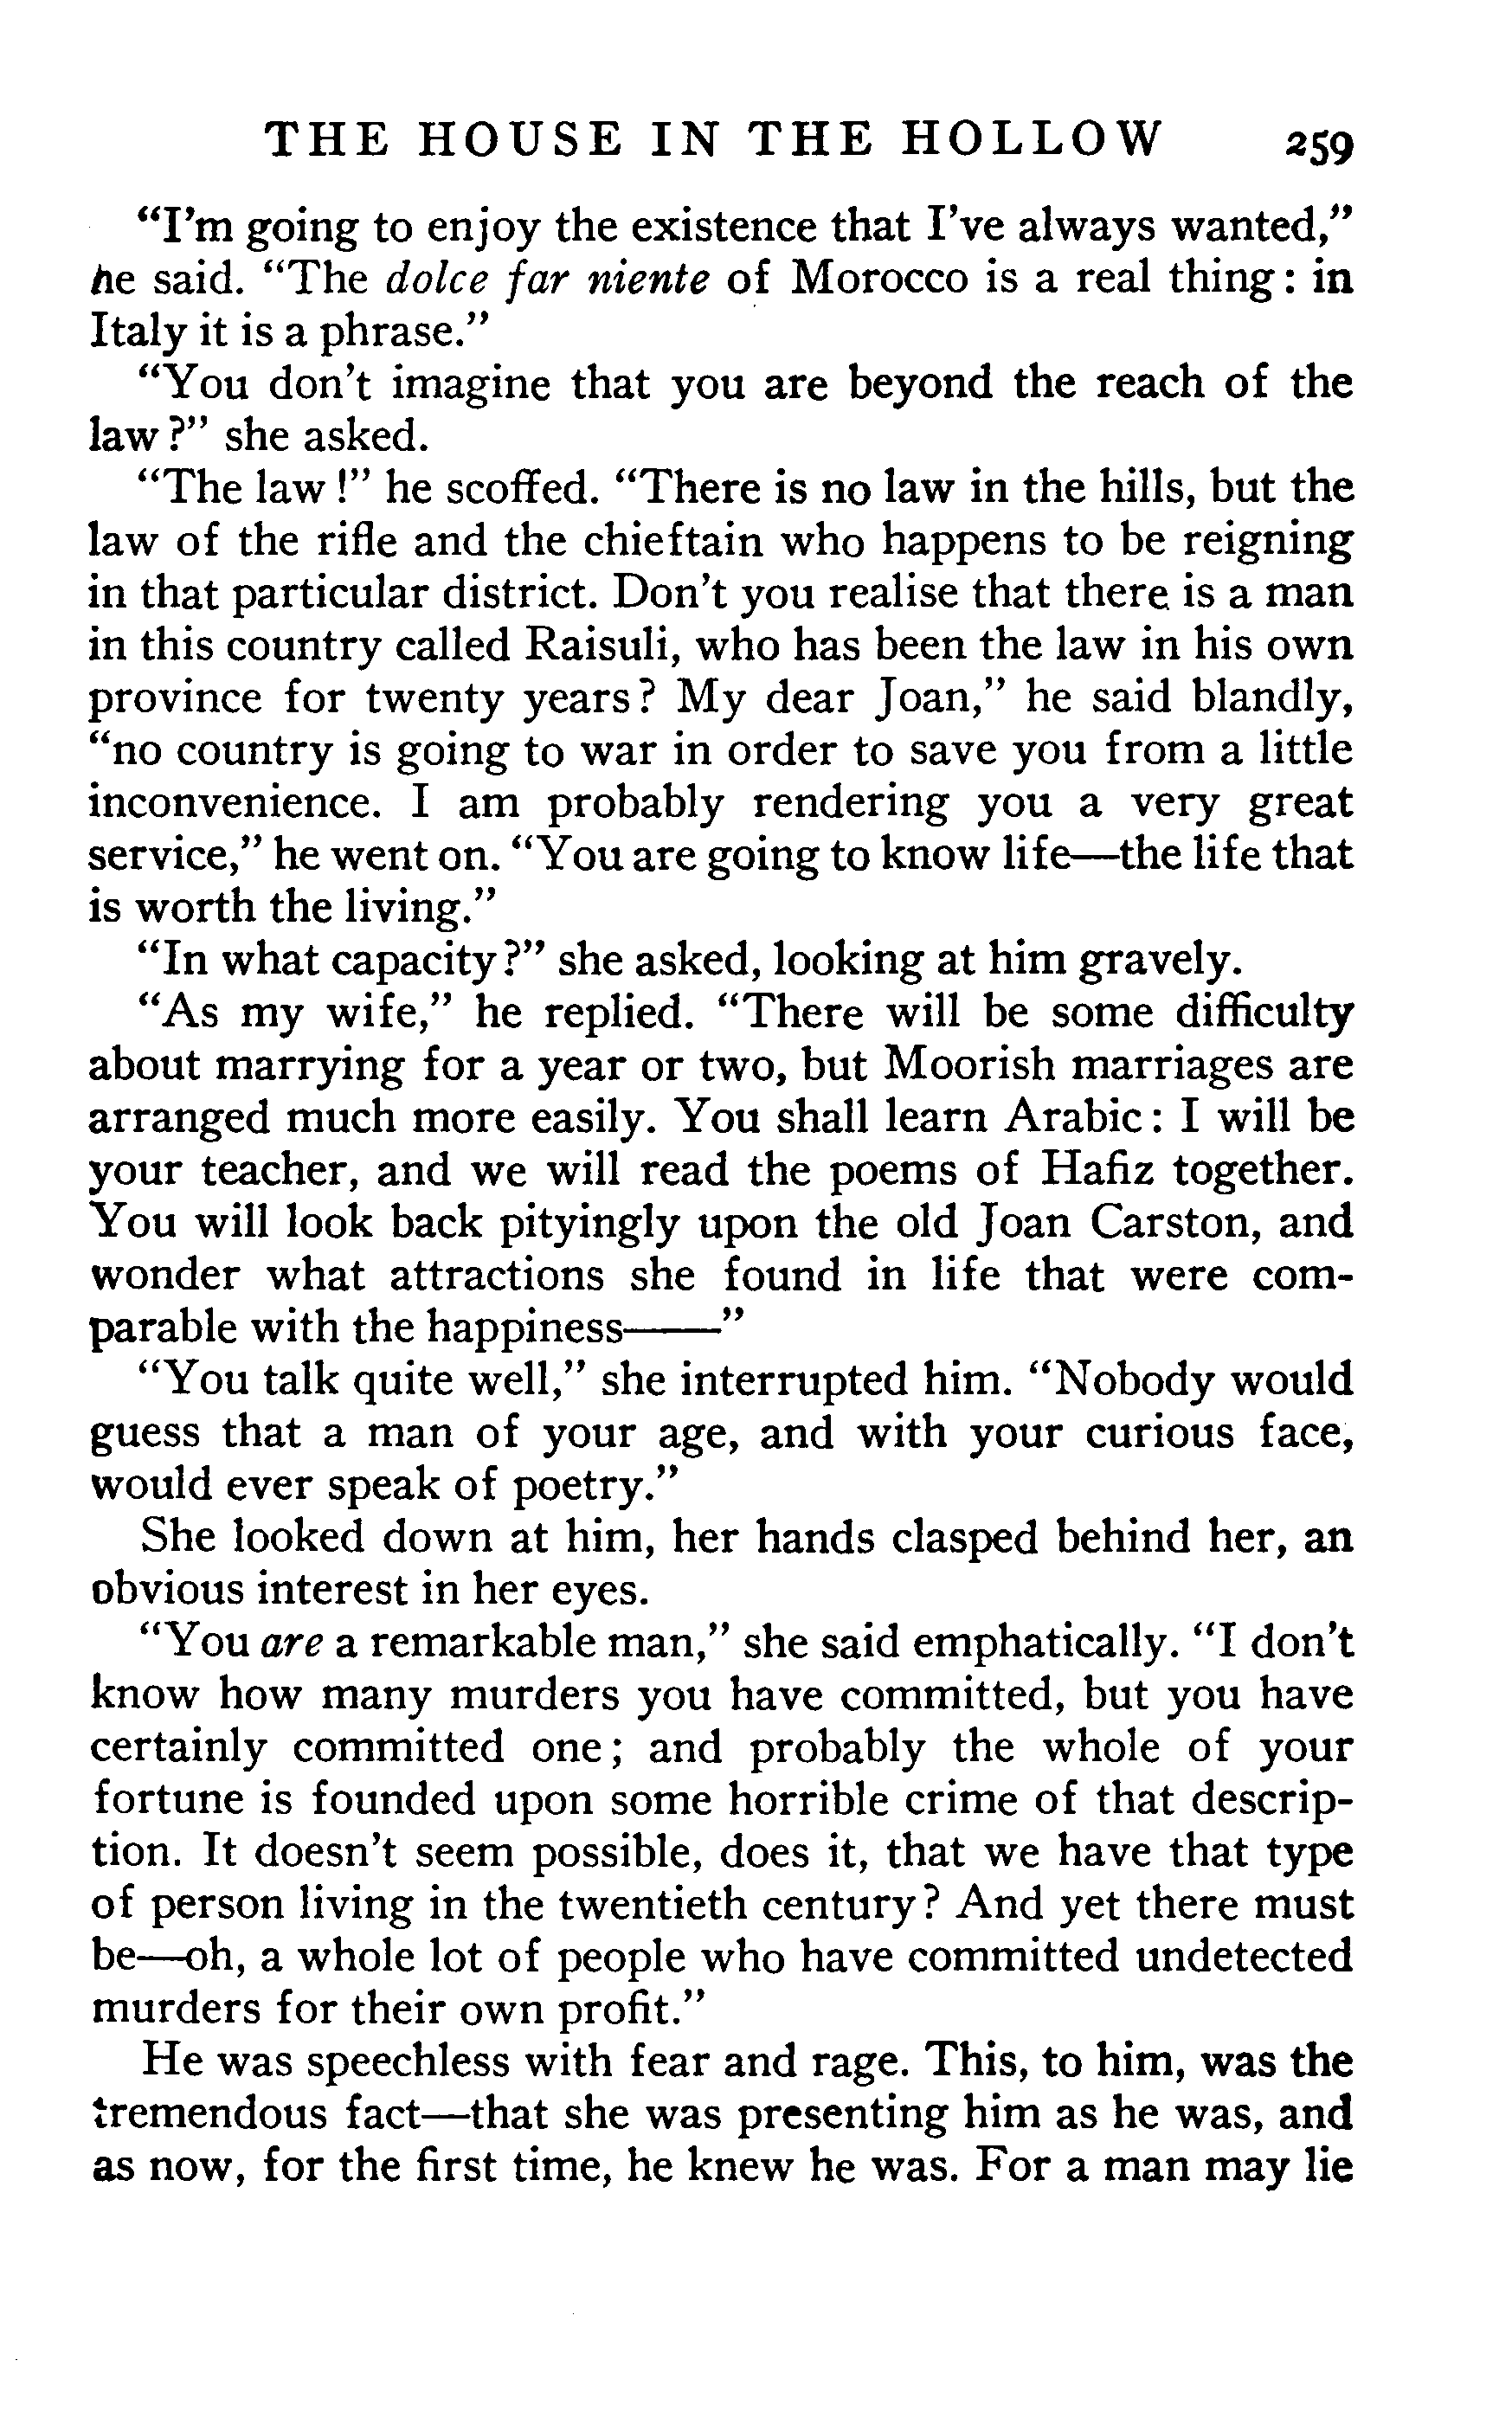 THE HOUSE IN THE HOLLOW 259
“I'm going to enjoy the existence that I've always wanted,”
he said. “The dolce far niente of Morocco is a real thing: in
Italy it is a phrase.”
“You don't imagine that you are beyond the reach of the
law?” she asked.
“The law!” he scoffed. “There is no law in the hills, but the
law of the rifle and the chieftain who happens to be reigning
in that particular district. Don't you realise that there is a man
in this country called Raisuli, who has been the law in his own
province for twenty years? My dear Joan,” he said blandly,
“no country is going to war in order to save you from a little
inconvenience. I am probably rendering you a very great
service,” he went on. “You are going to know life—the life that
is worth the living.”
“In what capacity?” she asked, looking at him gravely.
“As my wife,” he replied. “There will be some difficulty
about marrying for a year or two, but Moorish marriages are
arranged much more easily. You shall learn Arabic: I will be
your teacher, and we will read the poems of Hafiz together.
You will look back pityingly upon the old Joan Carston, and
wonder what attractions she found in life that were com-
parable with the happiness——”
“You talk quite well,” she interrupted him. “Nobody would
guess that a man of your age, and with your curious face,
would ever speak of poetry.”
She looked down at him, her hands clasped behind her, an
obvious interest in her eyes.
“You are a remarkable man,” she said emphatically. “I don't
know how many murders you have committed, but you have
certainly committed one; and probably the whole of your
fortune is founded upon some horrible crime of that descrip-
tion. It doesn't seem possible, does it, that we have that type
of person living in the twentieth century? And yet there must
be—oh, a whole lot of people who have committed undetected
murders for their own profit.”
He was speechless with fear and rage. This, to him, was the
tremendous fact—that she was presenting him as he was, and
as now, for the first time, he knew he was. For a man may lie